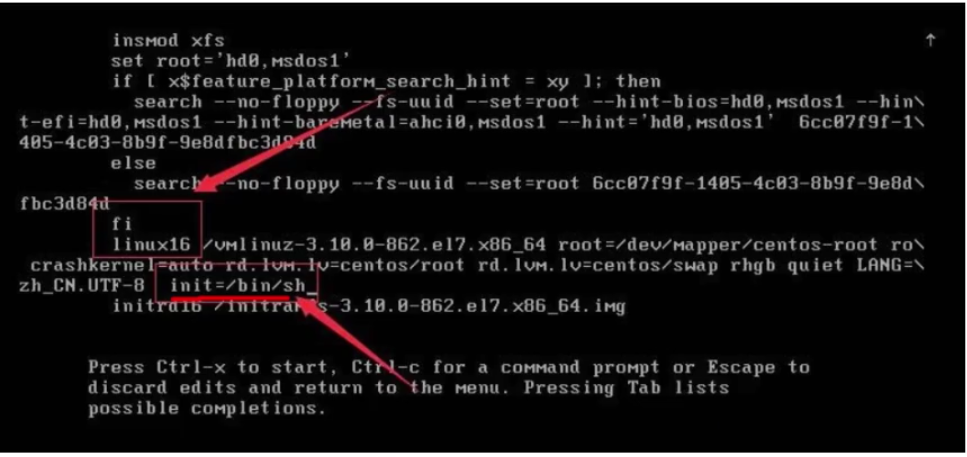 insmod xfs
set root='hd0,msdos1'
if [ x$feature_platform_search_hint = xy ]; then
search --no-floppy --fs-uuid --set=root --hint-bios=hd0,msdos1 --hin\
t-efi=hd0,msdos1 --hint-baremetal=ahci0,msdos1 --hint='hd0,msdos1' 6cc07f9f-1\
405-4c03-8b9f-9e8dfbc3d84d
else
search --no-floppy --fs-uuid --set=root 6cc07f9f-1405-4c03-8b9f-9e8d\
fbc3d84d
fi
linux16 /vmlinuz-3.10.0-862.el7.x86_64 root=/dev/mapper/centos-root ro\
crashkernel=auto rd.lvm.lv=centos/root rd.lvm.lv=centos/swap rhgb quiet LANG=\
zh_CN.UTF-8 init=/bin/sh_
initrd16 /initramfs-3.10.0-862.el7.x86_64.img
Press Ctrl-x to start, Ctrl-c for a command prompt or Escape to
discard edits and return to the menu. Pressing Tab lists
possible completions.